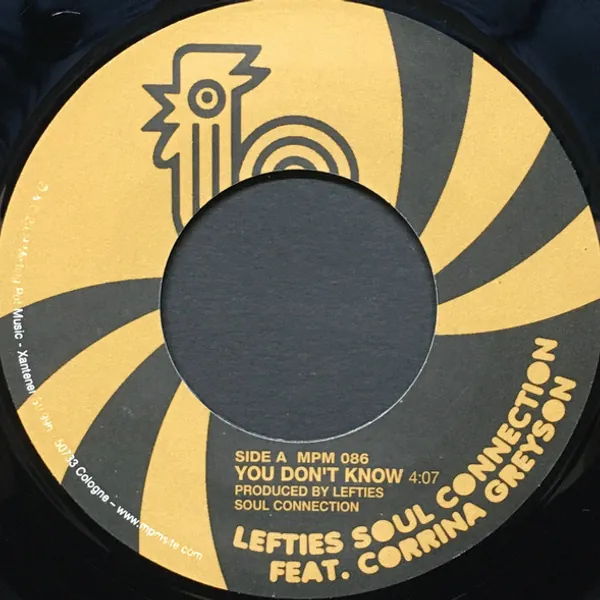 SIDE A MPM 086
YOU DON'T KNOW 4:07
PRODUCED BY LEFTIES
SOUL CONNECTION
LEFTIES SOUL CONNECTION
FEAT. CORRINA GREYSON
Music - Xantener 50733 Cologne – www.mpmsite.com